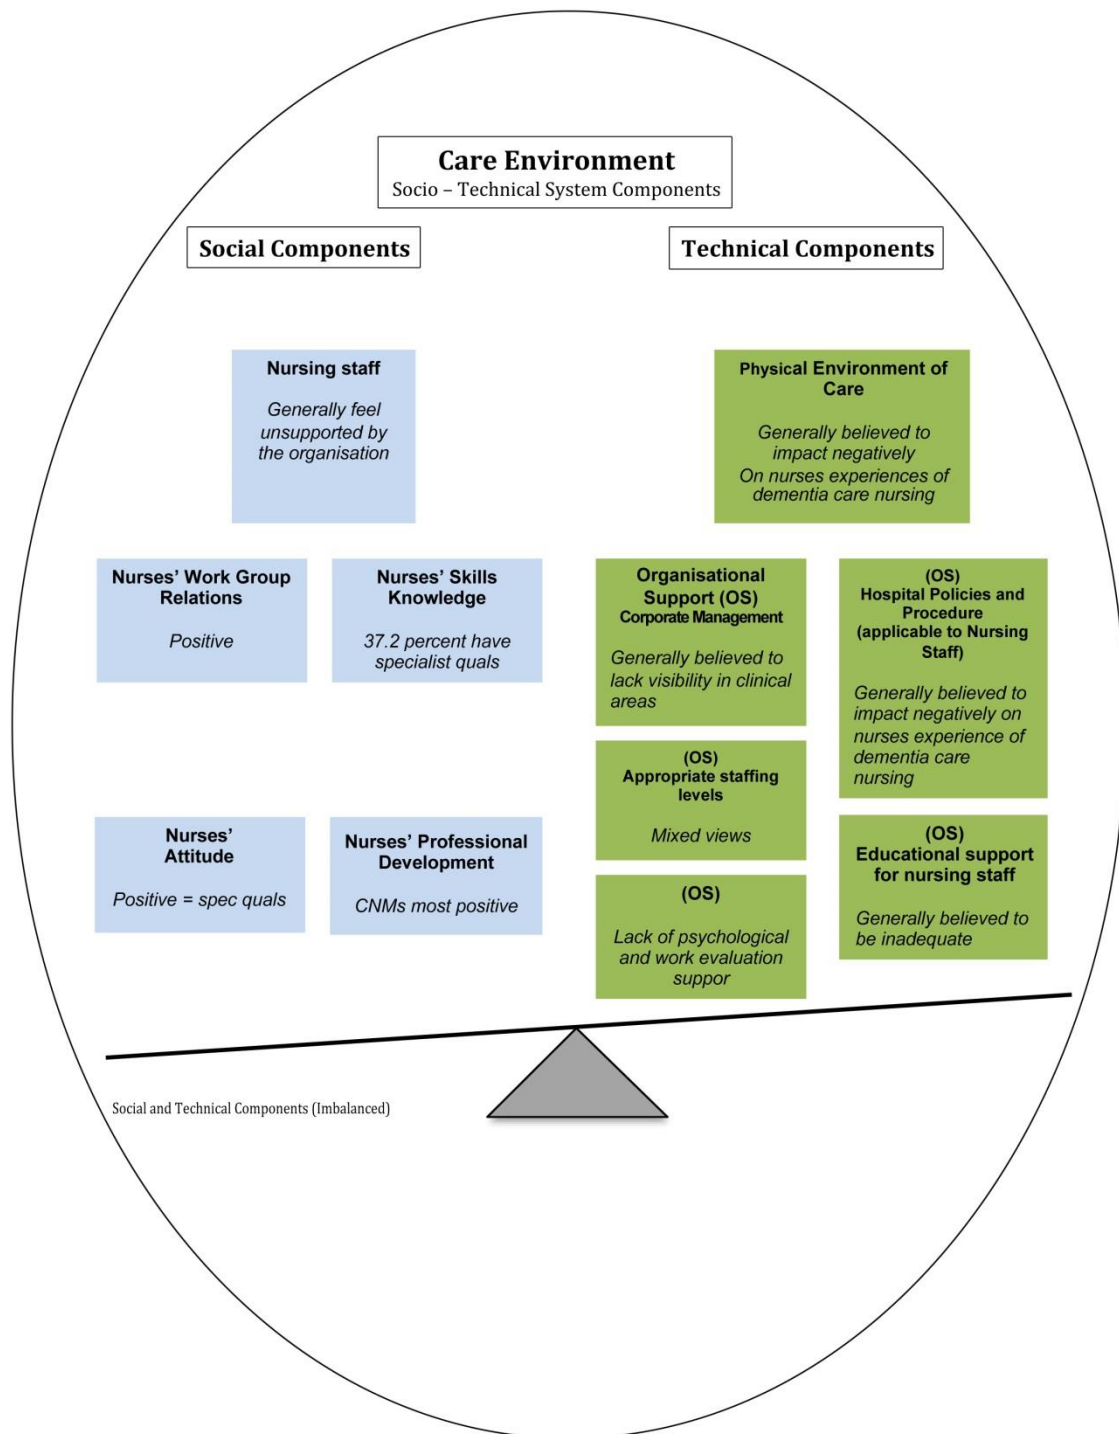 Care Environment
Socio – Technical System Components
Social Components
Technical Components
Nursing staff
Generally feel
unsupported by
the organisation
Physical Environment of
Care
Generally believed to
impact negatively
On nurses experiences of
dementia care nursing
Nurses’ Work Group
Relations
Positive
Nurses’ Skills
Knowledge
37.2 percent have
specialist quals
Organisational
Support (OS)
Corporate Management
Generally believed to
lack visibility in clinical
areas
(OS)
Hospital Policies and
Procedure
(applicable to Nursing
Staff)
Generally believed to
impact negatively on
nurses experience of
dementia care
nursing
(OS)
Appropriate staffing
levels
Mixed views
Nurses’
Attitude
Positive = spec quals
Nurses’ Professional
Development
CNMs most positive
(OS)
Lack of psychological
and work evaluation
suppor
(OS)
Educational support
for nursing staff
Generally believed to
be inadequate
Social and Technical Components (Imbalanced)